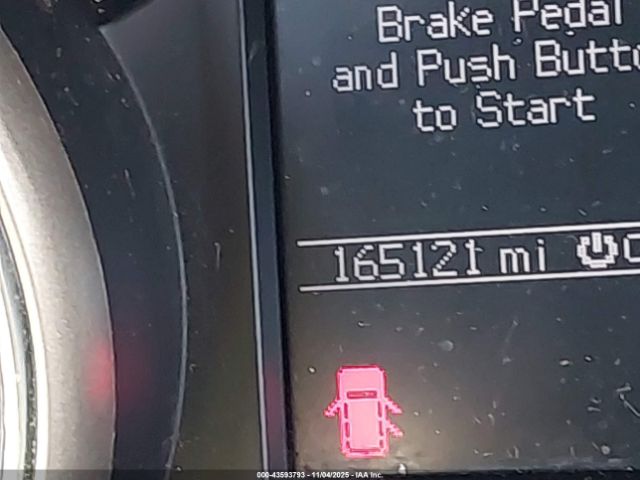 Brake Pedal
and Push Butto
to Start
165121 mi
000-43593793 - 11/04/2025 - IAA Inc.